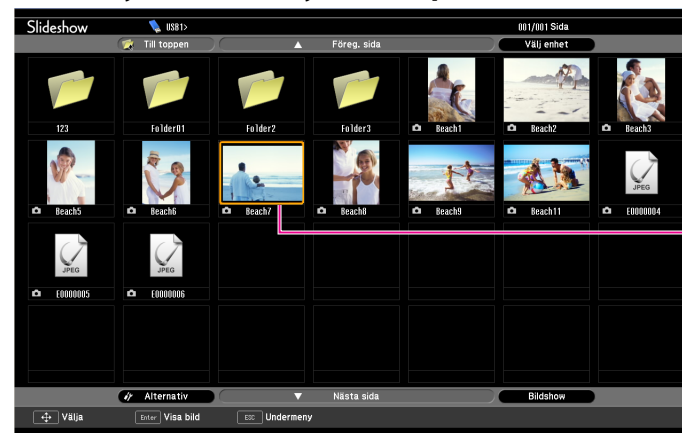 Slideshow USB1> 001/001 Sida
Till toppen Föreg. sida Välj enhet
123 Folder01 Folder2 Folder3 Beach1 Beach2 Beach3
Beach5 Beach6 Beach7 Beach8 Beach9 Beach11 E0000004
JPEG
E0000005 E0000006
JPEG JPEG
Alternativ Nästa sida Bildshow
Välja Enter Visa bild ESC Undermeny